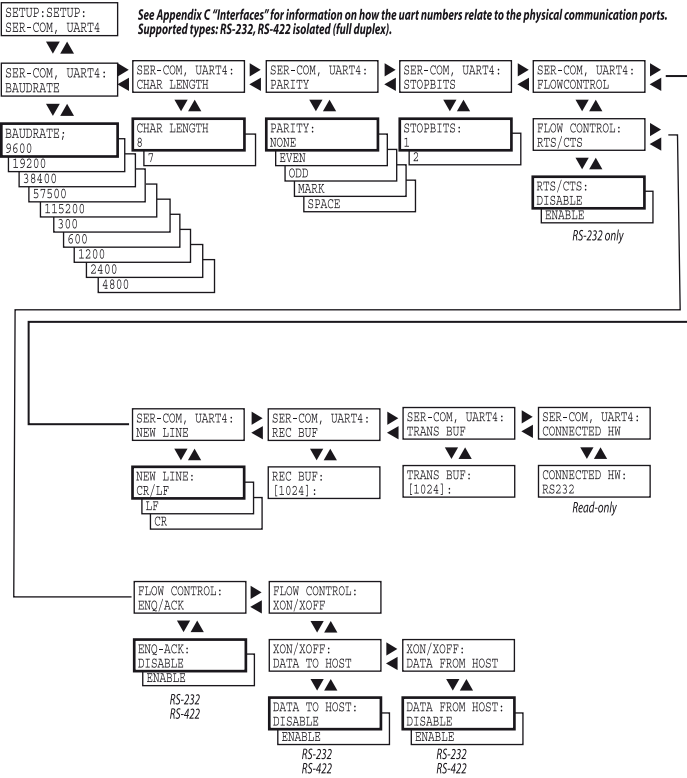 SETUP:SETUP:
SER-COM, UART4
See Appendix C “Interfaces” for information on how the uart numbers relate to the physical communication ports.
Supported types: RS-232, RS-422 isolated (full duplex).
SER-COM, UART4:
BAUDRATE
SER-COM, UART4:
CHAR LENGTH
SER-COM, UART4:
PARITY
SER-COM, UART4:
STOPBITS
SER-COM, UART4:
FLOWCONTROL
BAUDRATE;
9600
19200
38400
57500
115200
300
600
1200
2400
4800
CHAR LENGTH
8
7
PARITY:
NONE
EVEN
ODD
MARK
SPACE
STOPBITS:
1
2
FLOW CONTROL:
RTS/CTS
RTS/CTS:
DISABLE
ENABLE
RS-232 only
SER-COM, UART4:
NEW LINE
SER-COM, UART4:
REC BUF
SER-COM, UART4:
TRANS BUF
SER-COM, UART4:
CONNECTED HW
NEW LINE:
CR/LF
LF
CR
REC BUF:
[1024]:
TRANS BUF:
[1024]:
CONNECTED HW:
RS232
Read-only
FLOW CONTROL:
ENQ/ACK
FLOW CONTROL:
XON/XOFF
ENQ-ACK:
DISABLE
ENABLE
RS-232
RS-422
XON/XOFF:
DATA TO HOST
XON/XOFF:
DATA FROM HOST
DATA TO HOST:
DISABLE
ENABLE
RS-232
RS-422
DATA FROM HOST:
DISABLE
ENABLE
RS-232
RS-422